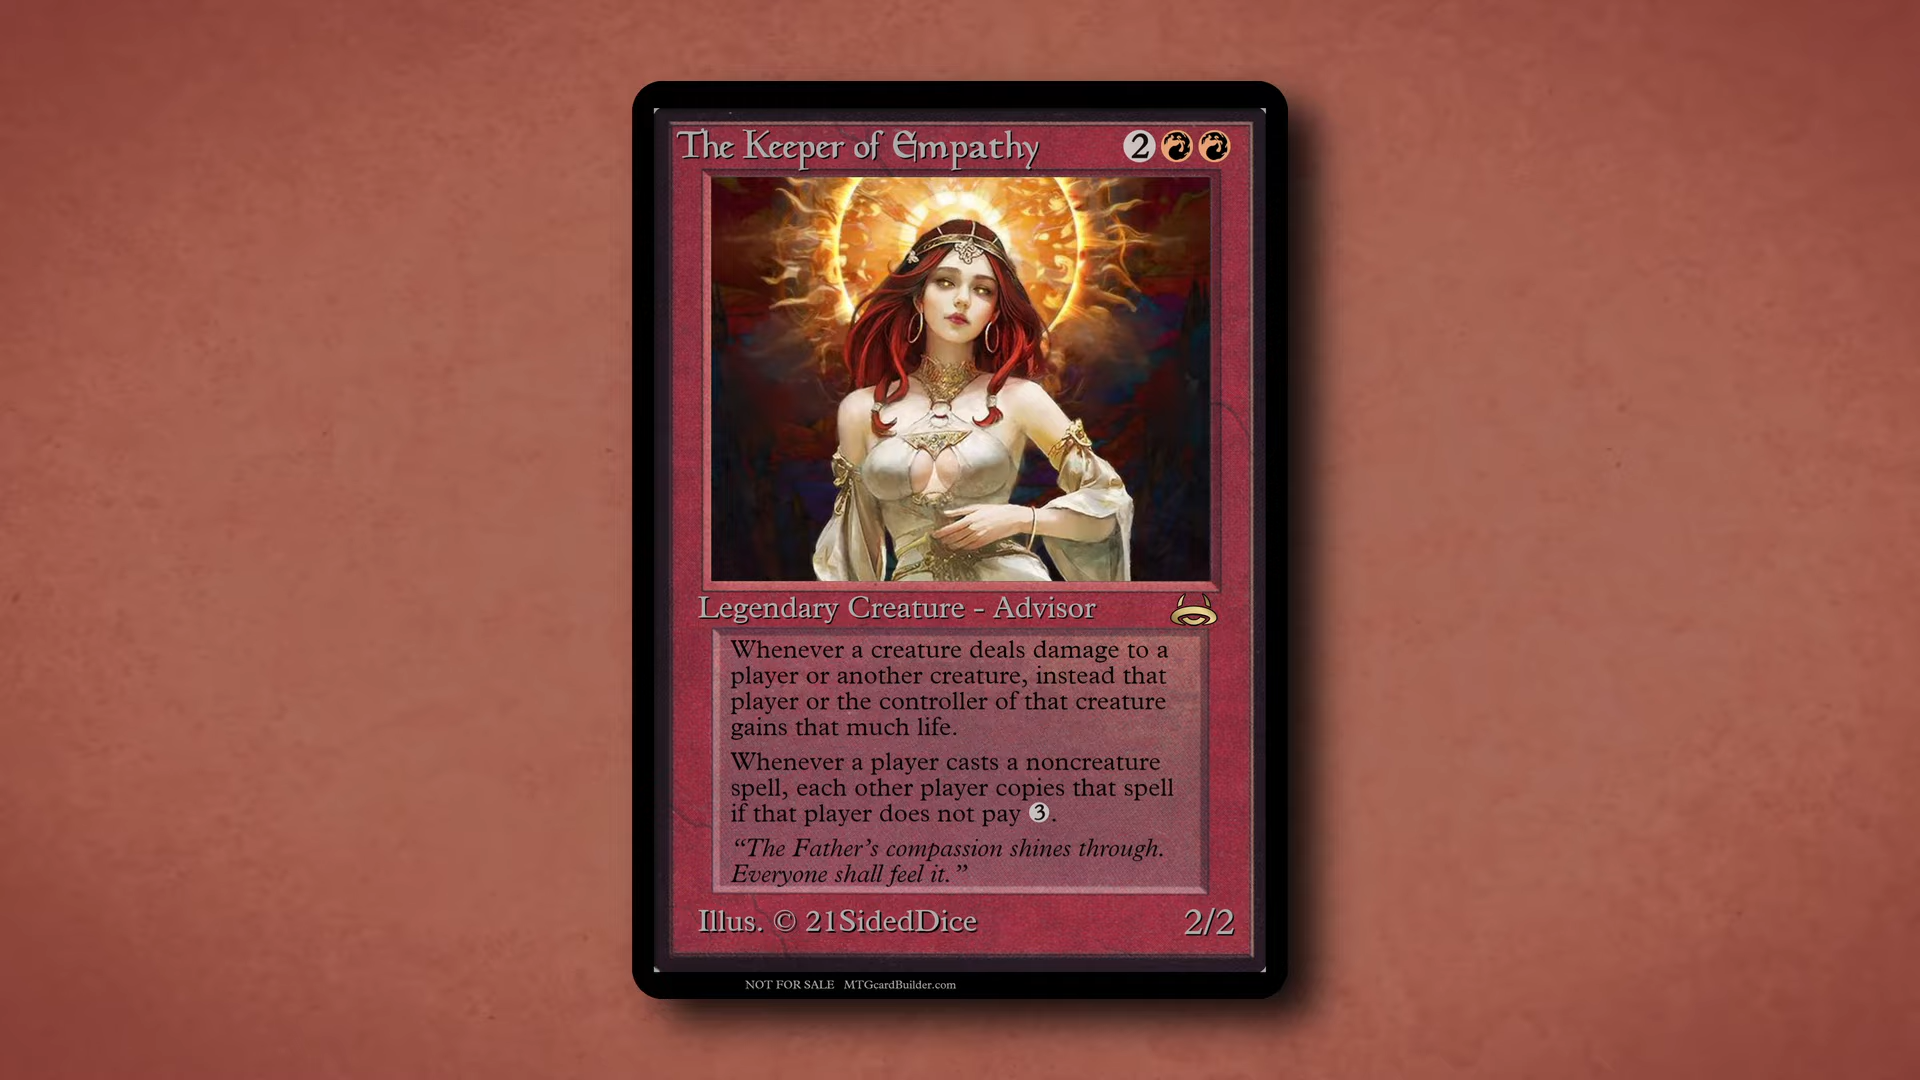 The Keeper of Empathy 2
Legendary Creature - Advisor
Whenever a creature deals damage to a
player or another creature, instead that
player or the controller of that creature
gains that much life.
Whenever a player casts a noncreature
spell, each other player copies that spell
if that player does not pay 3.
“The Father’s compassion shines through.
Everyone shall feel it.”
Illus. © 21SidedDice 2/2
NOT FOR SALE MTGcardBuilder.com